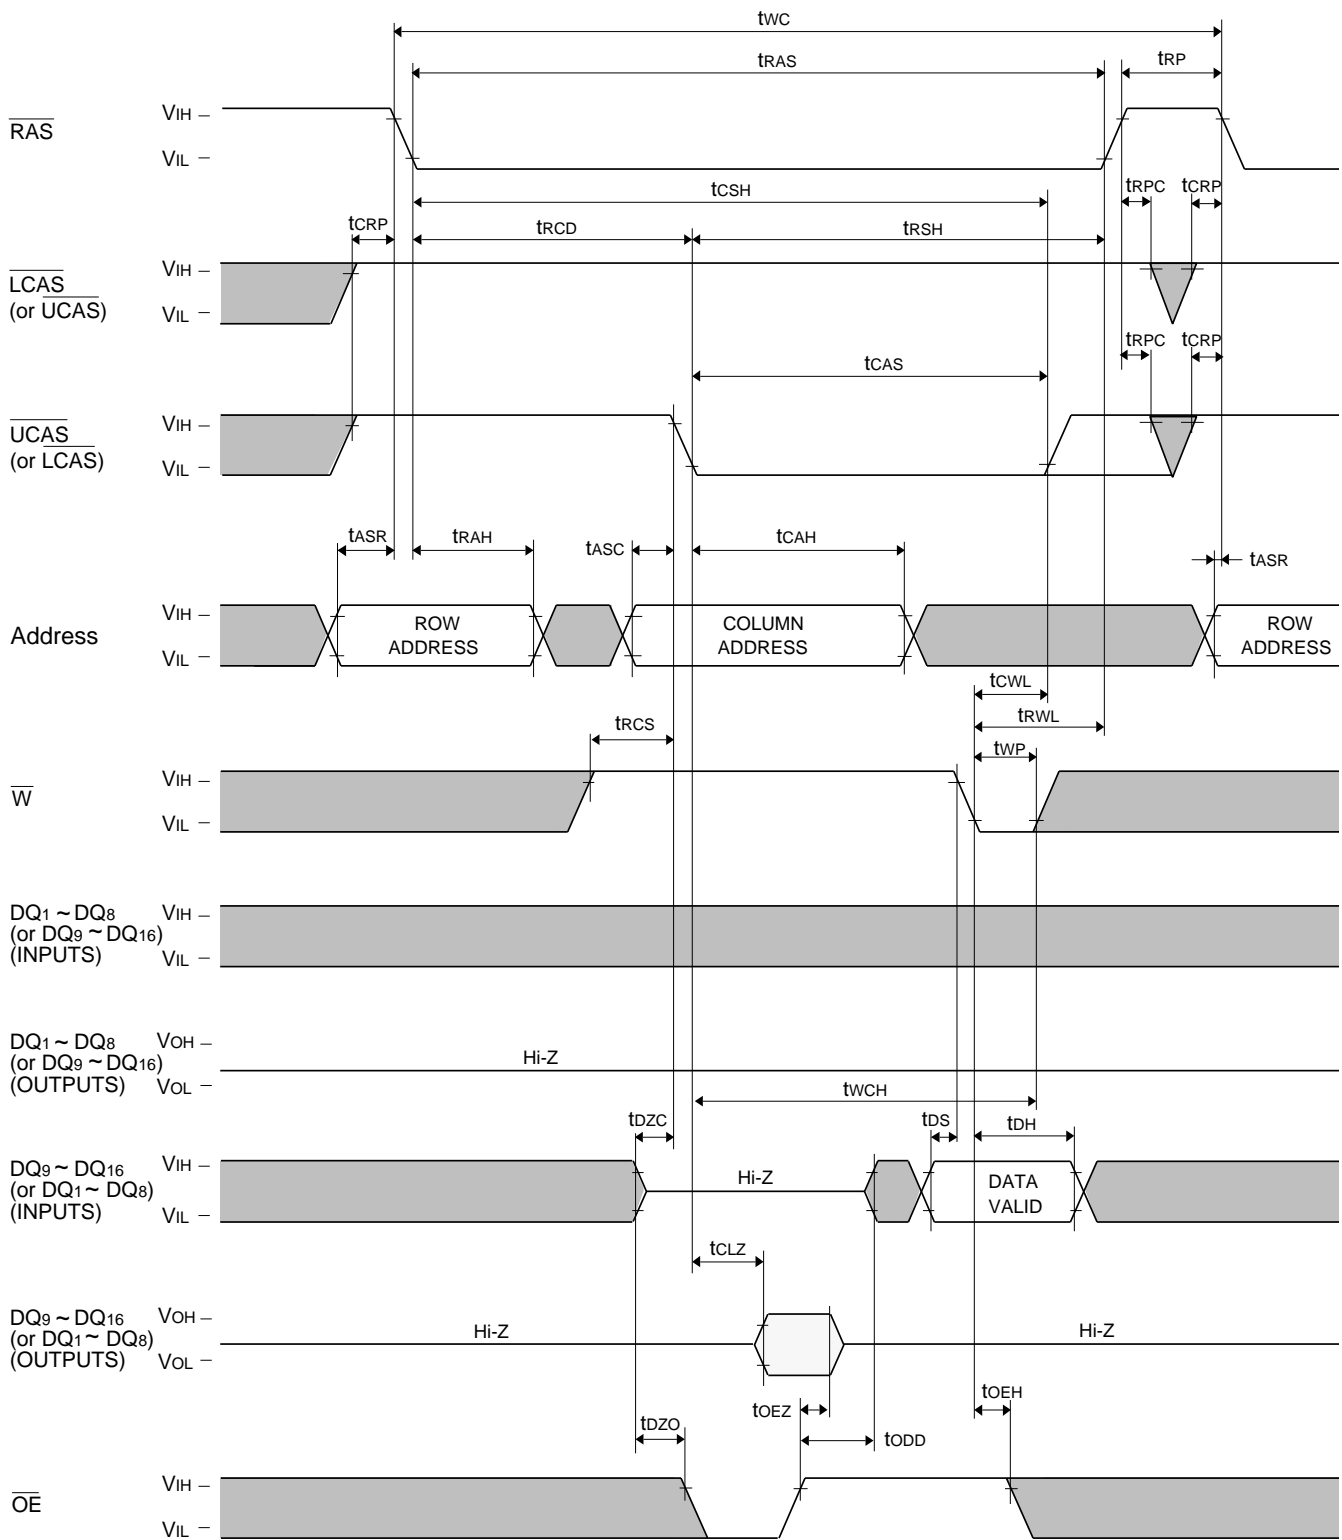 tWC
tRAS
tRP
RAS
VIH –
VIL –
tCSH
tRPC
tCRP
tCRP
tRCD
tRSH
LCAS
(or UCAS)
VIH –
VIL –
tRPC
tCRP
tCAS
UCAS
(or LCAS)
VIH –
VIL –
tASR
tRAH
tASC
tCAH
tASR
Address
VIH –
VIL –
ROW
ADDRESS
COLUMN
ADDRESS
ROW
ADDRESS
tCWL
tRWL
tRCS
tWP
W
VIH –
VIL –
DQ1 ~ DQ8
(or DQ9 ~ DQ16)
(INPUTS)
VIH –
VIL –
DQ1 ~ DQ8
(or DQ9 ~ DQ16)
(OUTPUTS)
VOH –
VOL –
Hi-Z
tWCH
tDZC
tDS
tDH
DQ9 ~ DQ16
(or DQ1 ~ DQ8)
(INPUTS)
VIH –
VIL –
Hi-Z
DATA
VALID
tCLZ
DQ9 ~ DQ16
(or DQ1 ~ DQ8)
(OUTPUTS)
VOH –
VOL –
Hi-Z
Hi-Z
tOEZ
tOEH
tDZO
tODD
OE
VIH –
VIL –